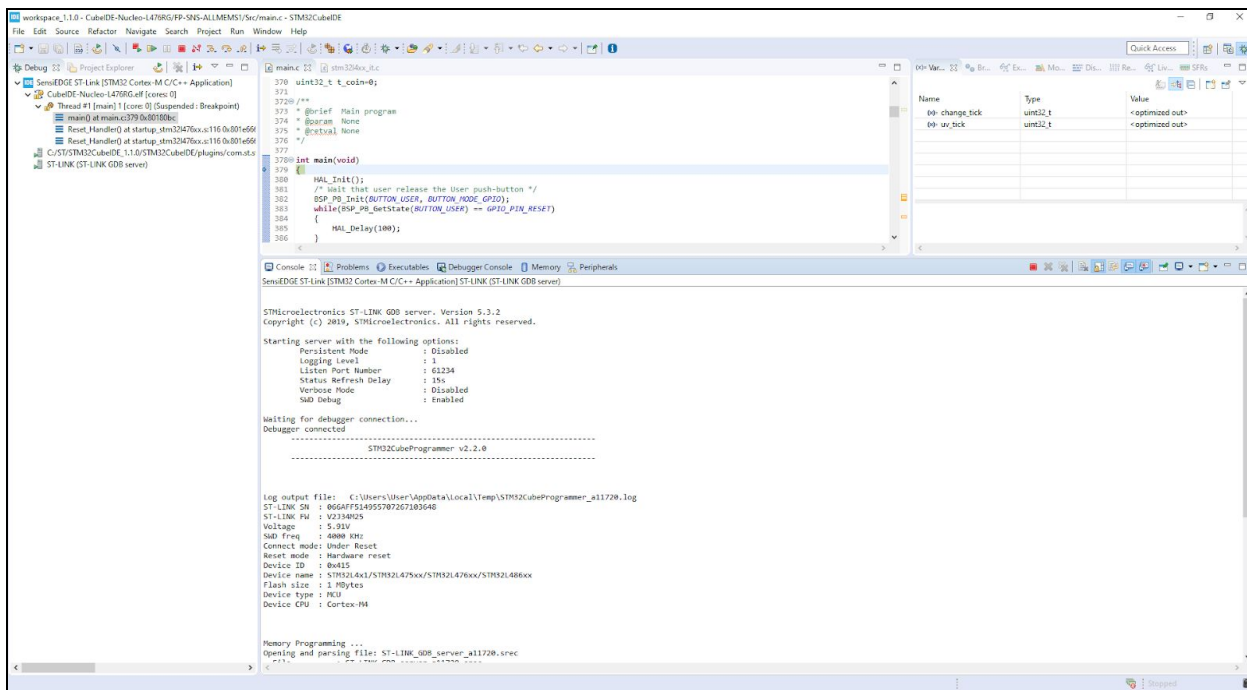 workspace_1.1.0 - CubeIDE-Nucleo-L476RG/FP-SNS-ALLMEMS1/Src/main.c - STM32CubeIDE
File Edit Source Refactor Navigate Search Project Run Window Help
Quick Access
Debug Project Explorer
SensiEDGE ST-Link [STM32 Cortex-M C/C++ Application]
CubeIDE-Nucleo-L476RG.elf [cores: 0]
Thread #1 [main] 1 [core: 0] (Suspended : Breakpoint)
main() at main.c:379 0x80180bc
Reset_Handler() at startup_stm32l476xx.s:116 0x801e66f
Reset_Handler() at startup_stm32l476xx.s:116 0x801e66f
C:/ST/STM32CubeIDE_1.1.0/STM32CubeIDE/plugins/com.st.s
ST-LINK (ST-LINK GDB server)
main.c stm32l4xx_it.c
370 uint32_t t_coin=0;
371
372 /**
373 * @brief Main program
374 * @param None
375 * @retval None
376 */
377
378 int main(void)
379 {
380 HAL_Init();
381 /* Wait that user release the User push-button */
382 BSP_PB_Init(BUTTON_USER, BUTTON_MODE_GPIO);
383 while(BSP_PB_GetState(BUTTON_USER) == GPIO_PIN_RESET)
384 {
385 HAL_Delay(100);
386 }
(x)= Var... Br... Ex... Mo... Dis... Re... Liv... SFRs
Name Type Value
(x)= change_tick uint32_t <optimized out>
(x)= uv_tick uint32_t <optimized out>
Console Problems Executables Debugger Console Memory Peripherals
SensiEDGE ST-Link [STM32 Cortex-M C/C++ Application] ST-LINK (ST-LINK GDB server)
STMicroelectronics ST-LINK GDB server. Version 5.3.2
Copyright (c) 2019, STMicroelectronics. All rights reserved.
Starting server with the following options:
Persistent Mode : Disabled
Logging Level : 1
Listen Port Number : 61234
Status Refresh Delay : 15s
Verbose Mode : Disabled
SWD Debug : Enabled
Waiting for debugger connection...
Debugger connected
-------------------------------------------------------------------
STM32CubeProgrammer v2.2.0
-------------------------------------------------------------------
Log output file: C:\Users\User\AppData\Local\Temp\STM32CubeProgrammer_a11720.log
ST-LINK SN : 066AFF514955707267103648
ST-LINK FW : V2J34M25
Voltage : 5.91V
SWD freq : 4000 KHz
Connect mode: Under Reset
Reset mode : Hardware reset
Device ID : 0x415
Device name : STM32L4x1/STM32L475xx/STM32L476xx/STM32L486xx
Flash size : 1 MBytes
Device type : MCU
Device CPU : Cortex-M4
Memory Programming ...
Opening and parsing file: ST-LINK_GDB_server_a11720.srec
Stopped